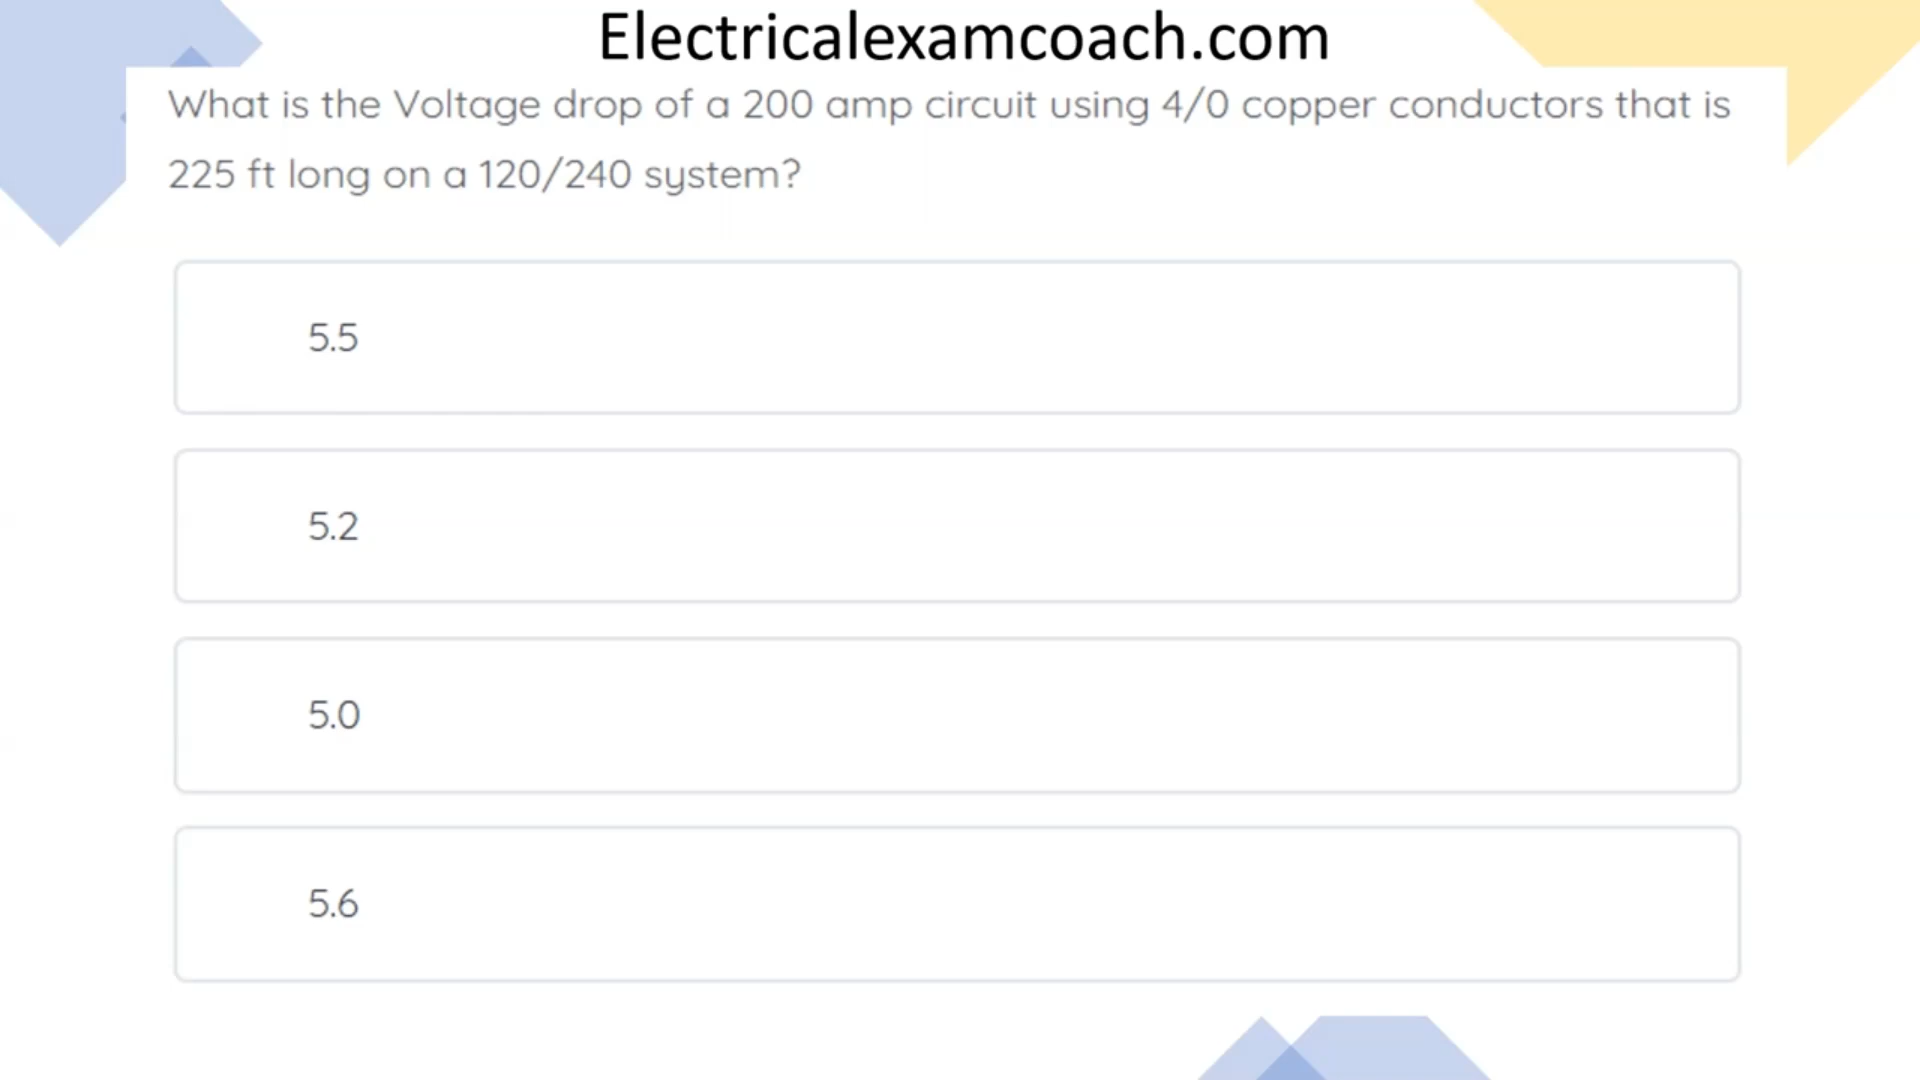 Electricalexamcoach.com
What is the Voltage drop of a 200 amp circuit using 4/0 copper conductors that is
225 ft long on a 120/240 system?
5.5
5.2
5.0
5.6